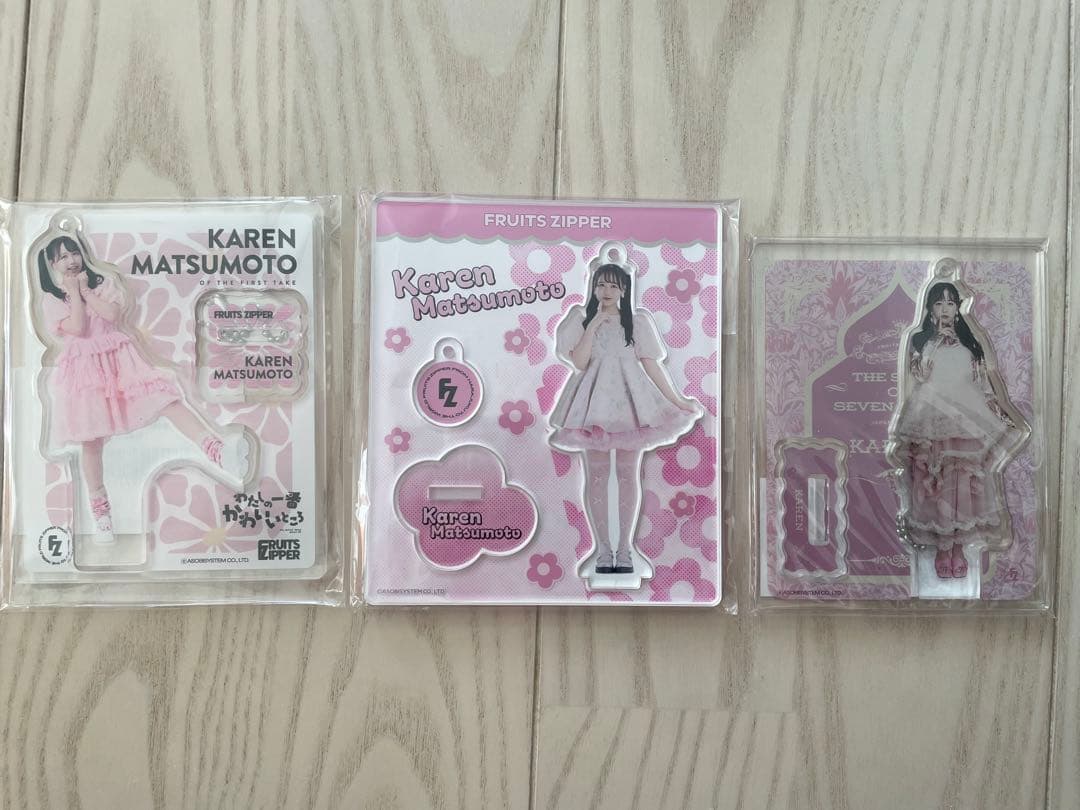 KAREN
MATSUMOTO
OF THE FIRST TAKE
FRUITS ZIPPER
KAREN
MATSUMOTO
わたしの一番
かわいいところ
FZ
©ASOBISYSTEM CO., LTD.
FRUITS
ZIPPER
FRUITS ZIPPER
Karen
Matsumoto
FZ
Karen
Matsumoto
©ASOBISYSTEM CO., LTD.
THE S
O
SEVEN
KAR
KAREN
FZ
©ASOBISYSTEM CO., LTD.